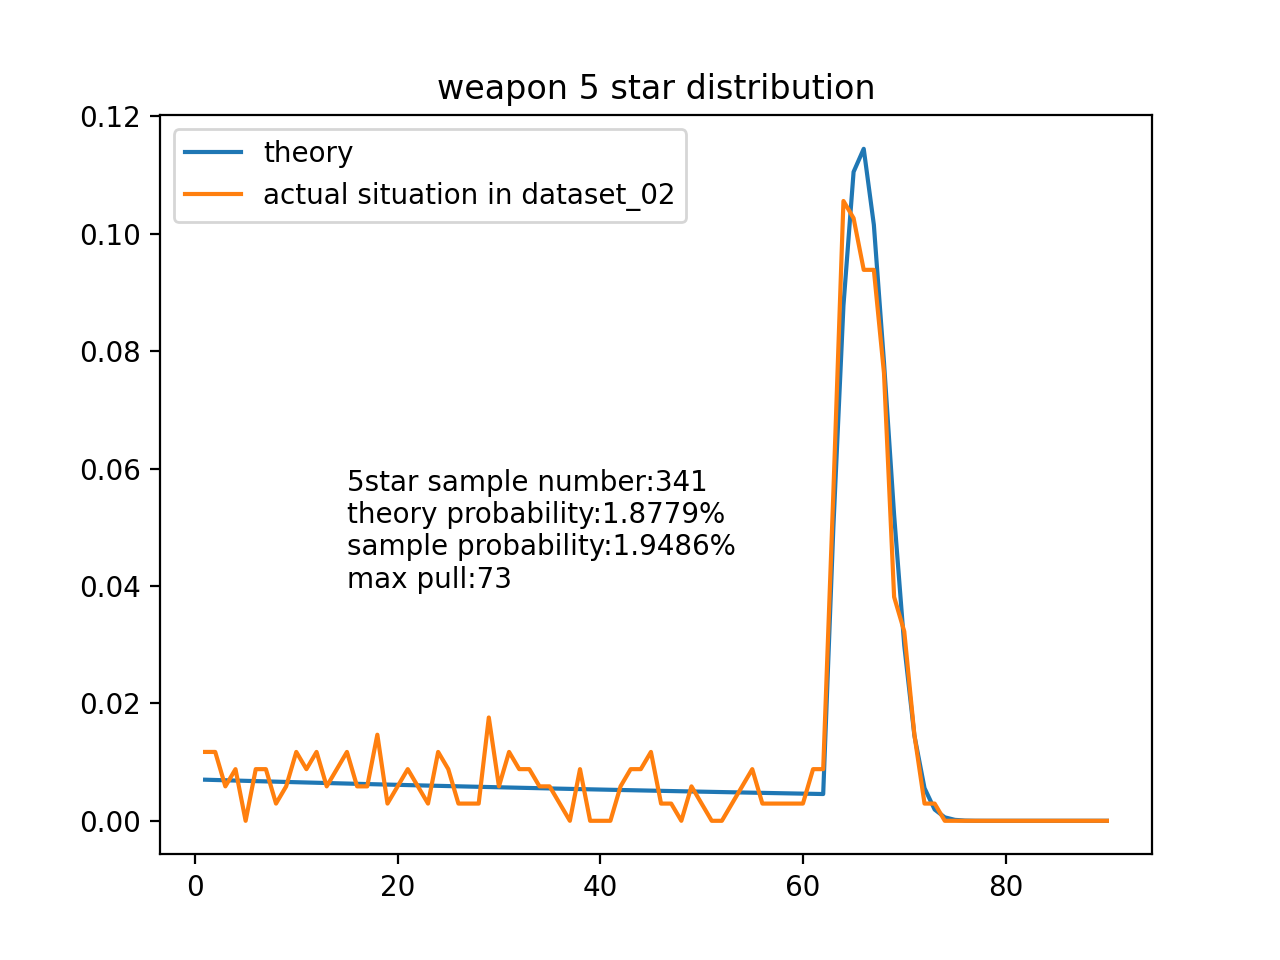 weapon 5 star distribution
0.12
0.10
0.08
0.06
0.04
0.02
0.00
theory
actual situation in dataset_02
5star sample number:341
theory probability:1.8779%
sample probability:1.9486%
max pull:73
0 20 40 60 80